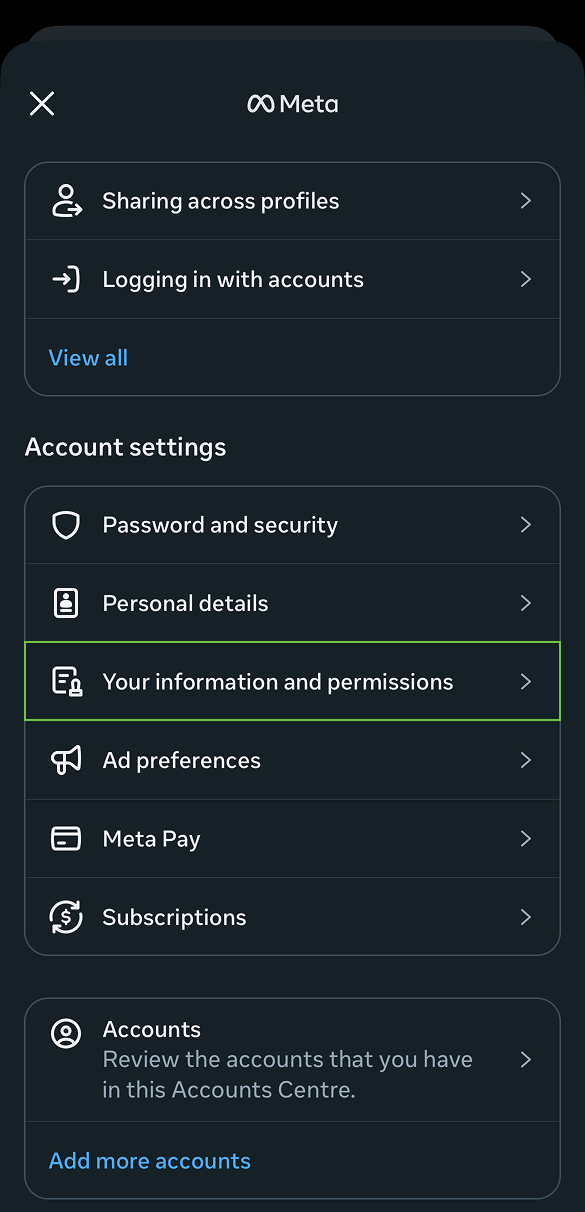 Meta
Sharing across profiles
Logging in with accounts
View all
Account settings
Password and security
Personal details
Your information and permissions
Ad preferences
Meta Pay
Subscriptions
Accounts
Review the accounts that you have
in this Accounts Centre.
Add more accounts